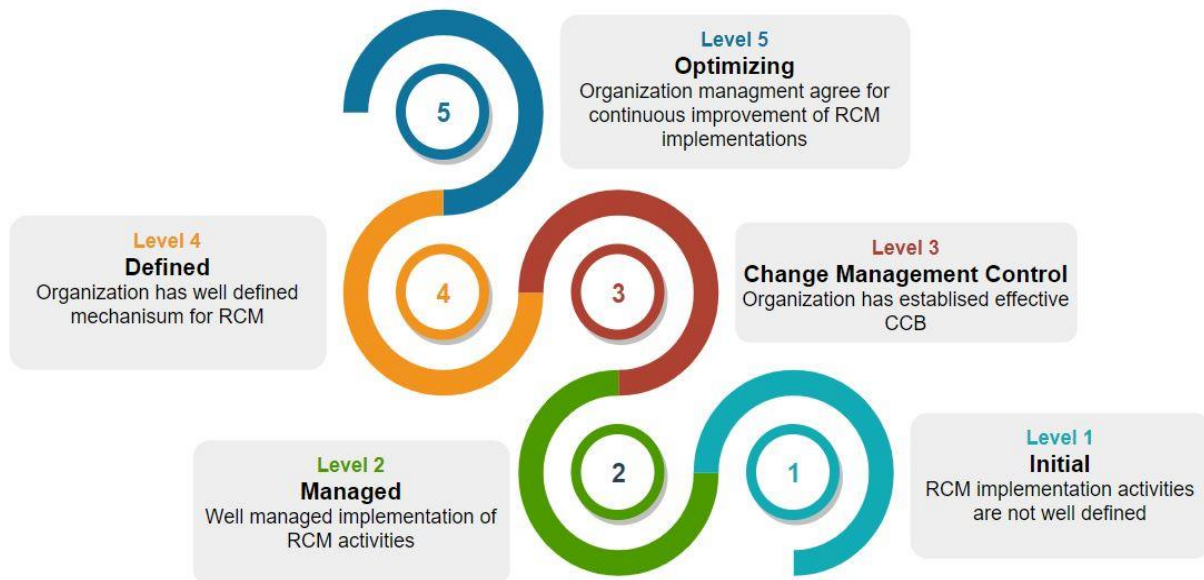 5
Level 5
Optimizing
Organization managment agree for
continuous improvement of RCM
implementations
Level 4
Defined
Organization has well defined
mechanisum for RCM
4
3
Level 3
Change Management Control
Organization has establised effective
CCB
Level 2
Managed
Well managed implementation of
RCM activities
2
1
Level 1
Initial
RCM implementation activities
are not well defined